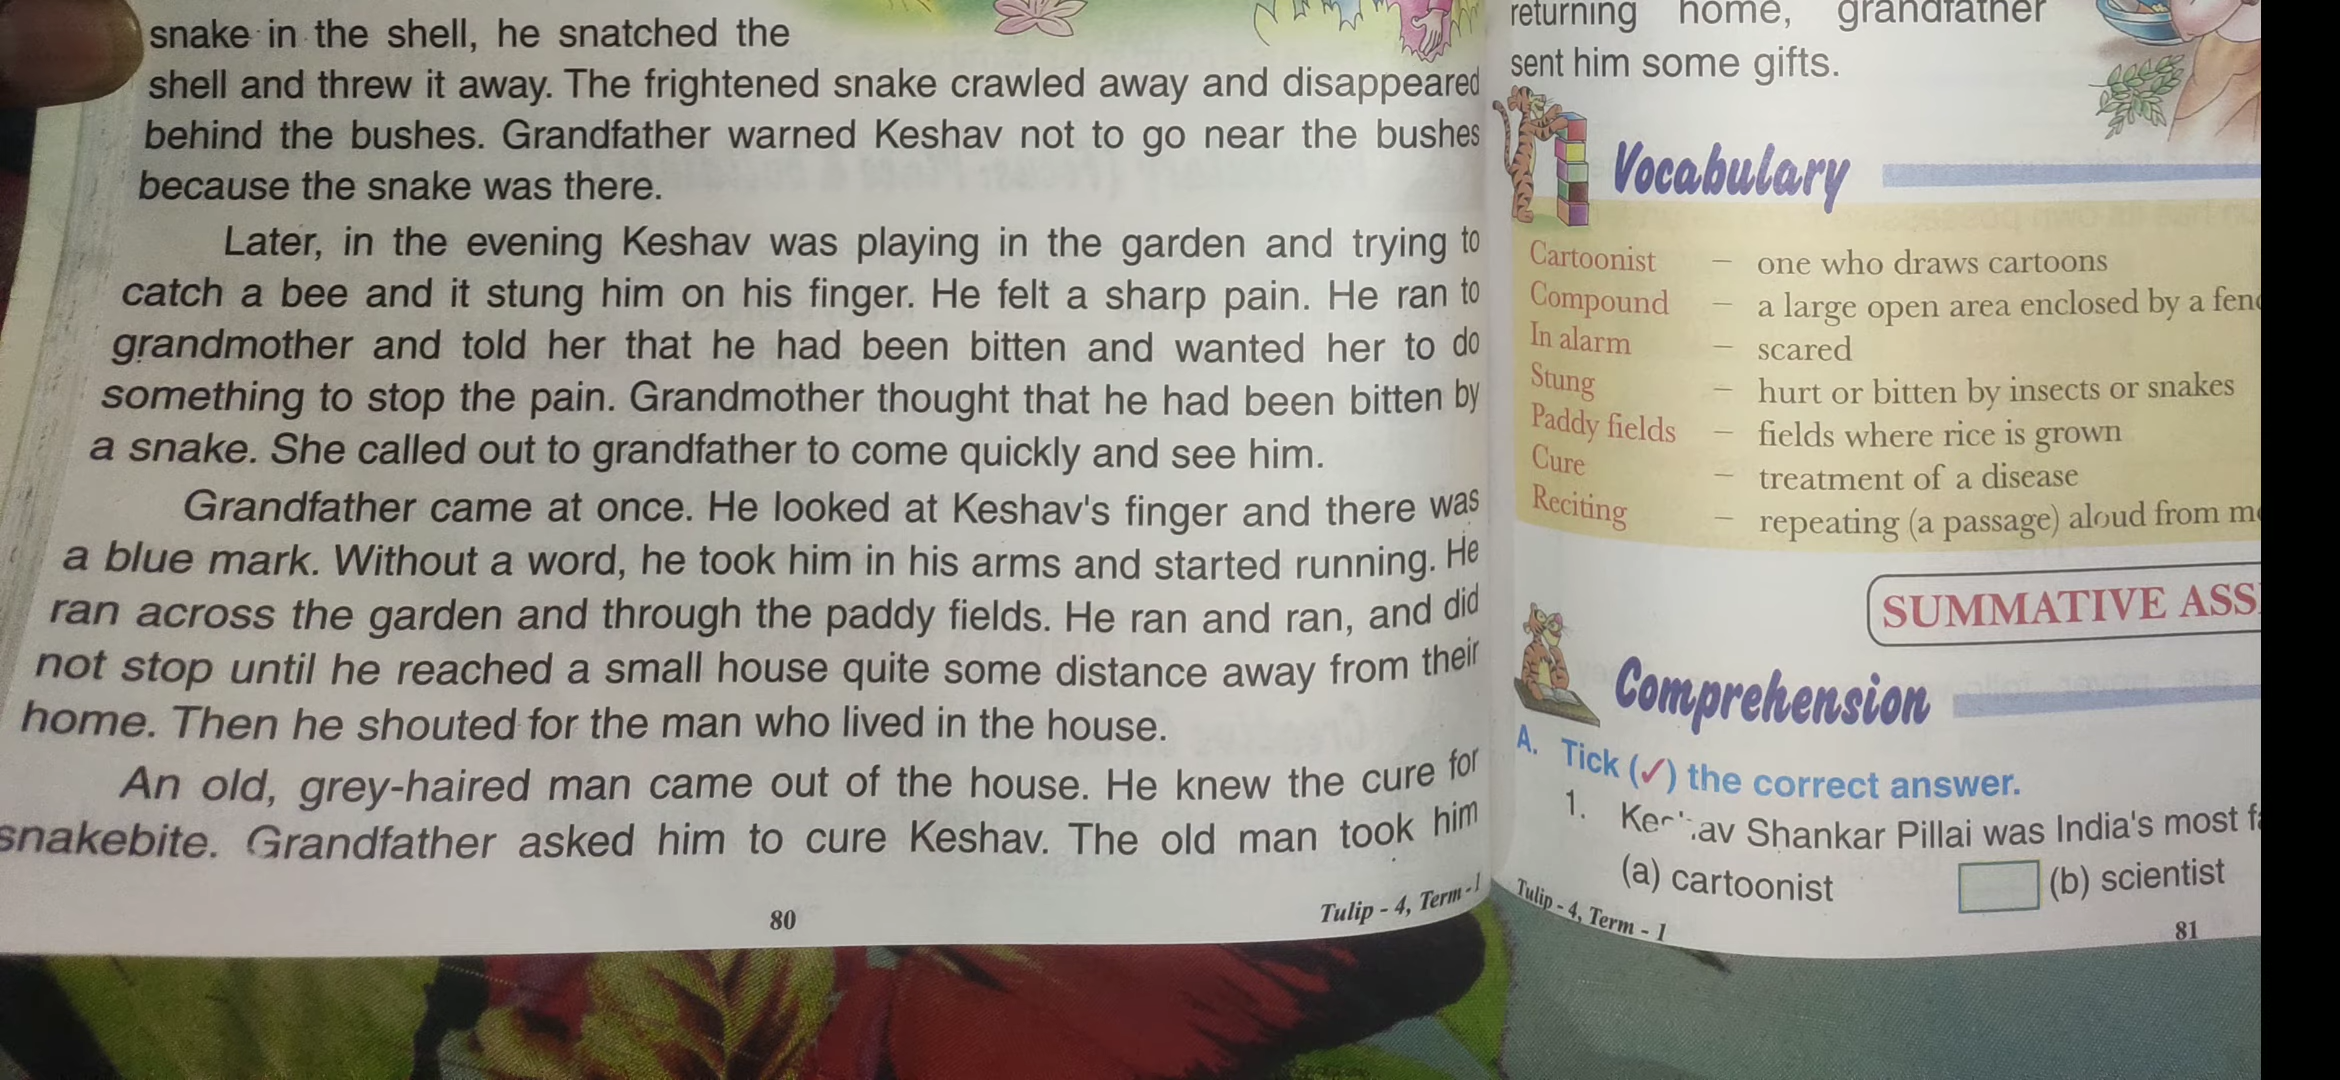 snake in the shell, he snatched the
shell and threw it away. The frightened snake crawled away and disappeared
behind the bushes. Grandfather warned Keshav not to go near the bushes
because the snake was there.
Later, in the evening Keshav was playing in the garden and trying to
catch a bee and it stung him on his finger. He felt a sharp pain. He ran to
grandmother and told her that he had been bitten and wanted her to do
something to stop the pain. Grandmother thought that he had been bitten by
a snake. She called out to grandfather to come quickly and see him.
Grandfather came at once. He looked at Keshav's finger and there was
a blue mark. Without a word, he took him in his arms and started running. He
ran across the garden and through the paddy fields. He ran and ran, and did
not stop until he reached a small house quite some distance away from their
home. Then he shouted for the man who lived in the house.
An old, grey-haired man came out of the house. He knew the cure for
snakebite. Grandfather asked him to cure Keshav. The old man took him
80
Tulip - 4, Term - 1
returning home, grandfather
sent him some gifts.
Vocabulary
Cartoonist – one who draws cartoons
Compound – a large open area enclosed by a
In alarm – scared
Stung – hurt or bitten by insects or snakes
Paddy fields – fields where rice is grown
Cure – treatment of a disease
Reciting – repeating (a passage) aloud from
SUMMATIVE
Comprehension
A. Tick (✓) the correct answer.
1. Shankar Pillai was India's most
(a) cartoonist (b) scientist
Tulip - 4, Term - 1
81